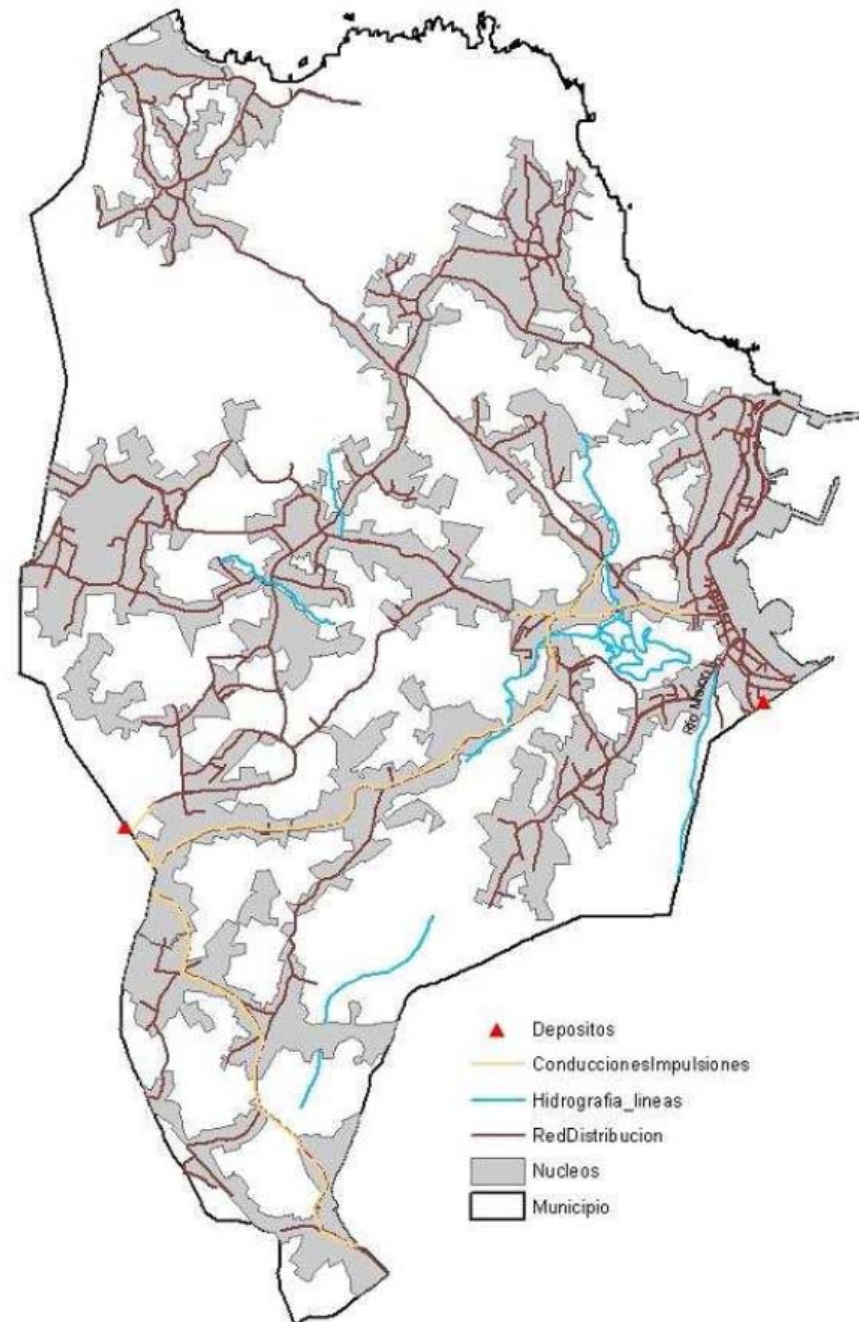 Depositos
ConduccionesImpulsiones
Hidrografia_lineas
RedDistribucion
Nucleos
Municipio